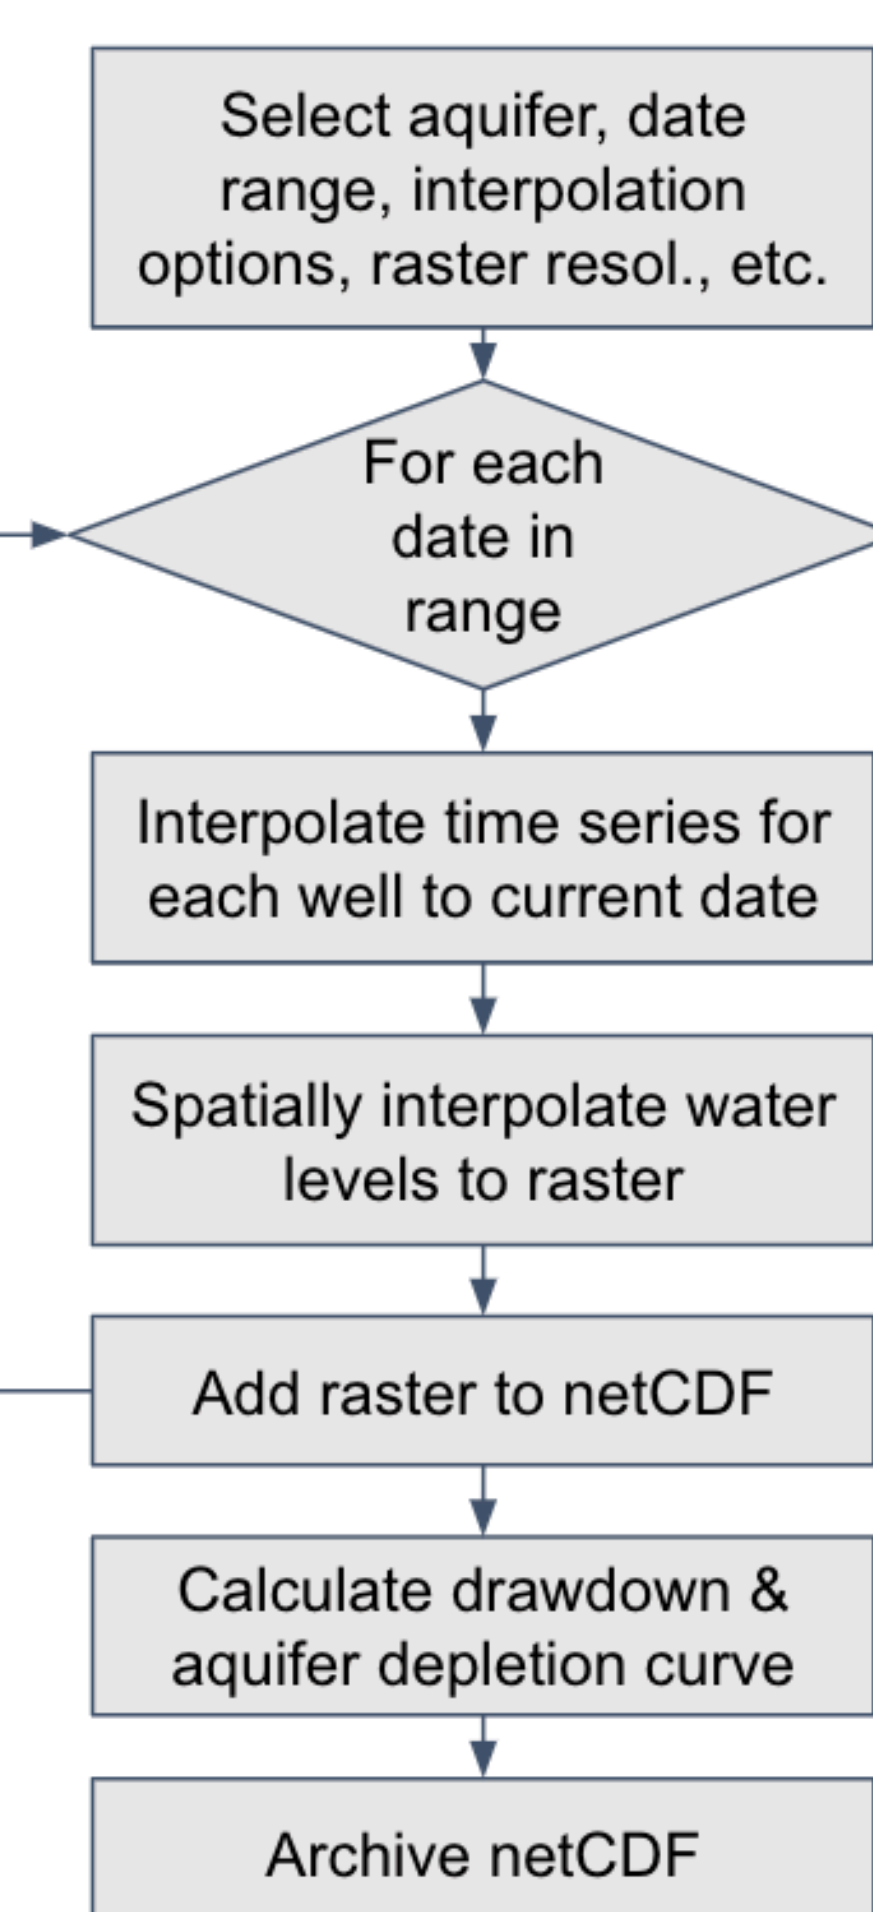 Select aquifer, date
range, interpolation
options, raster resol., etc.
For each
date in
range
Interpolate time series for
each well to current date
Spatially interpolate water
levels to raster
Add raster to netCDF
Calculate drawdown &
aquifer depletion curve
Archive netCDF